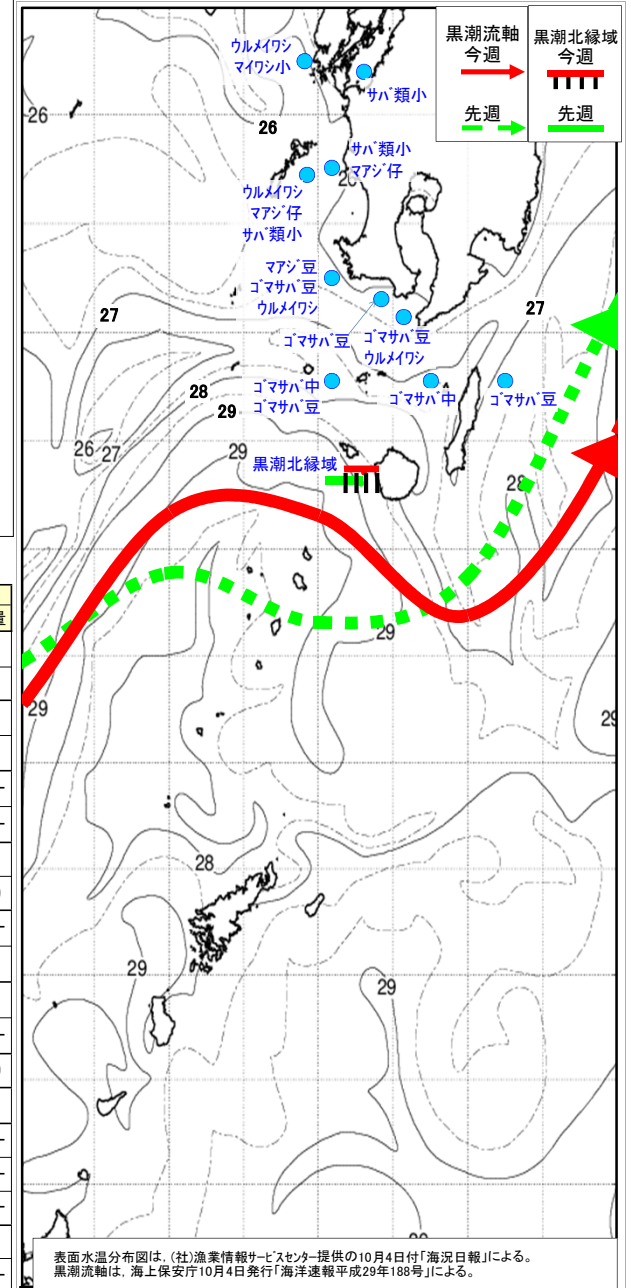 黒潮流軸
今週
先週
黒潮北縁域
今週
先週
ウルメイワシ
マイワシ小
サバ類小
26
26
サバ類小
マアジ仔
ウルメイワシ
マアジ仔
サバ類小
マアジ豆
ゴマサバ豆
ウルメイワシ
27
27
ゴマサバ豆
ゴマサバ豆
ウルメイワシ
28
29
ゴマサバ中
ゴマサバ豆
ゴマサバ中
ゴマサバ豆
29
26
27
黒潮北縁域
28
29
29
29
28
29
29
量
表面水温分布図は、(社)漁業情報サービスセンター提供の10月4日付「海況日報」による。
黒潮流軸は、海上保安庁10月4日発行「海洋速報平成29年188号」による。